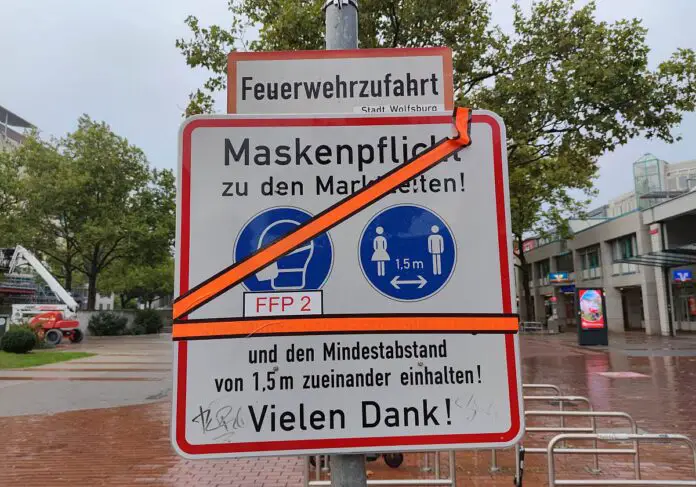 Feuerwehrzufahrt
Stadt Wolfsburg
Maskenpflicht
zu den Marktzeiten!
1,5 m
FFP 2
und den Mindestabstand
von 1,5 m zueinander einhalten!
Vielen Dank!